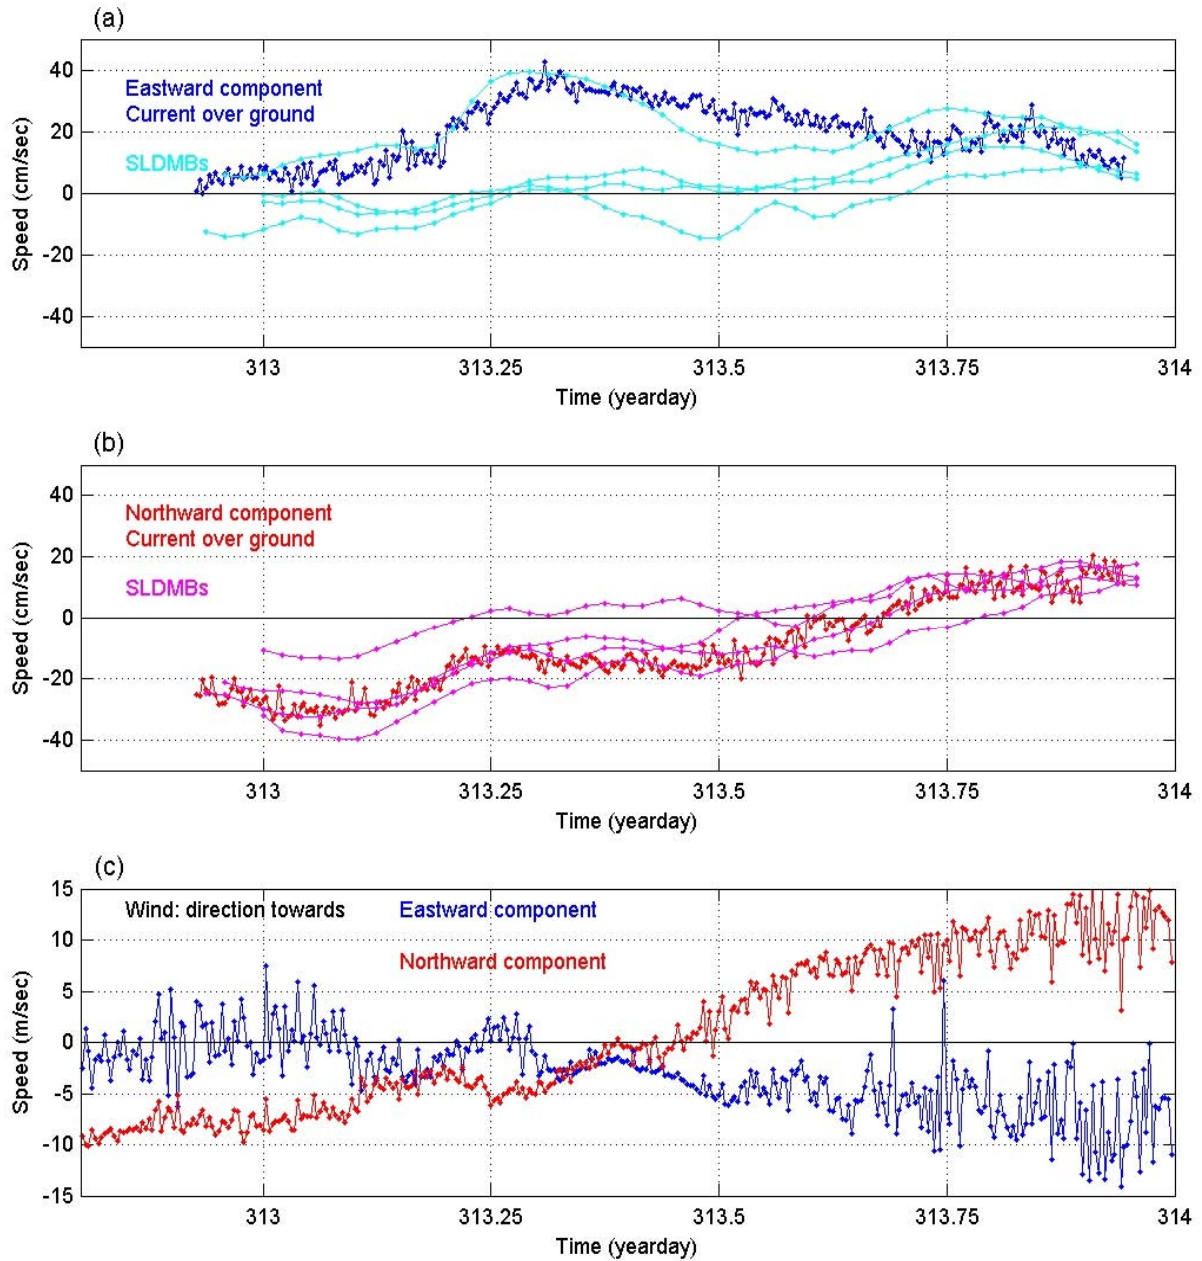 (a)
40
20
0
-20
-40
Speed (cm/sec)
Eastward component
Current over ground
SLDMBs
313
313.25
313.5
313.75
314
Time (yearday)
(b)
40
20
0
-20
-40
Speed (cm/sec)
Northward component
Current over ground
SLDMBs
313
313.25
313.5
313.75
314
Time (yearday)
(c)
15
10
5
0
-5
-10
-15
Speed (m/sec)
Wind: direction towards
Eastward component
Northward component
313
313.25
313.5
313.75
314
Time (yearday)